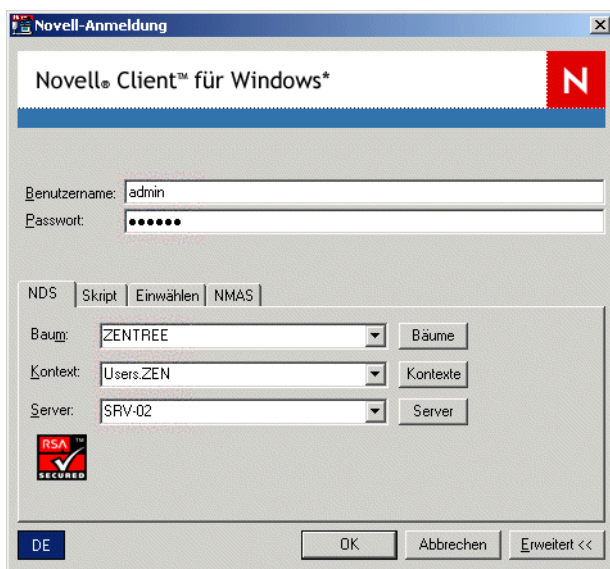 Novell-Anmeldung
Novell® Client™ für Windows*
N
Benutzername: admin
Passwort: ●●●●●●
NDS Skript Einwählen NMAS
Baum: ZENTREE Bäume
Kontext: Users.ZEN Kontexte
Server: SRV-02 Server
RSA™
SECURED
DE OK Abbrechen Erweitert <<